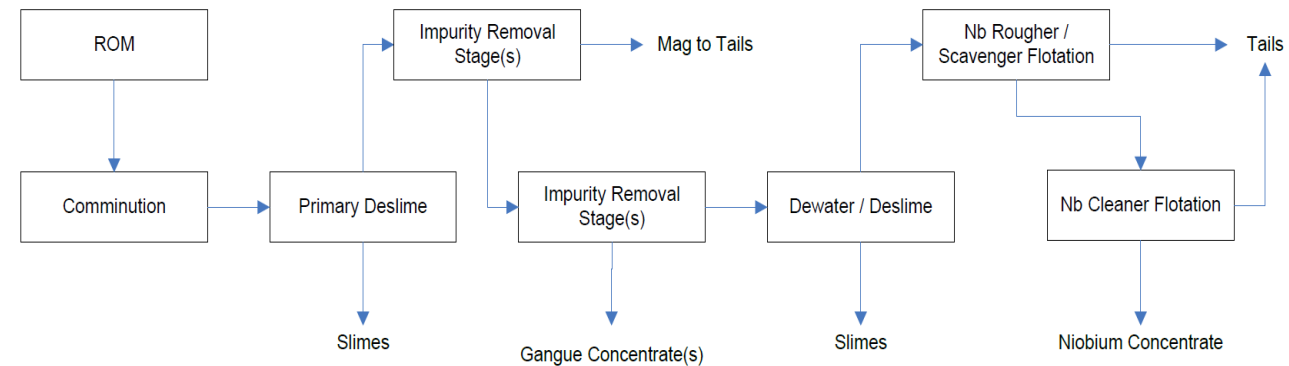 ROM
Impurity Removal
Stage(s)
Mag to Tails
Nb Rougher /
Scavenger Flotation
Tails
Comminution
Primary Deslime
Impurity Removal
Stage(s)
Dewater / Deslime
Nb Cleaner Flotation
Slimes
Gangue Concentrate(s)
Slimes
Niobium Concentrate